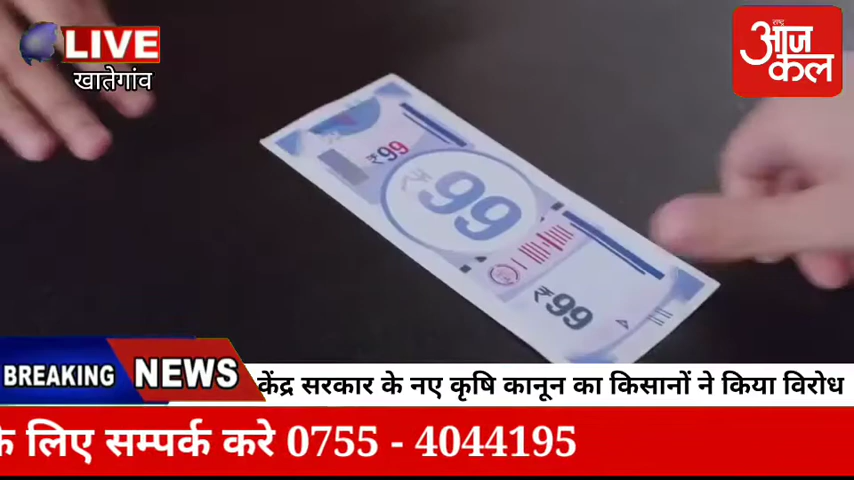 LIVE
खातेगांव
राष्ट्र
आज
कल
₹99
₹99
₹99
BREAKING NEWS
केंद्र सरकार के नए कृषि कानून का किसानों ने किया विरोध
के लिए सम्पर्क करे 0755 - 4044195